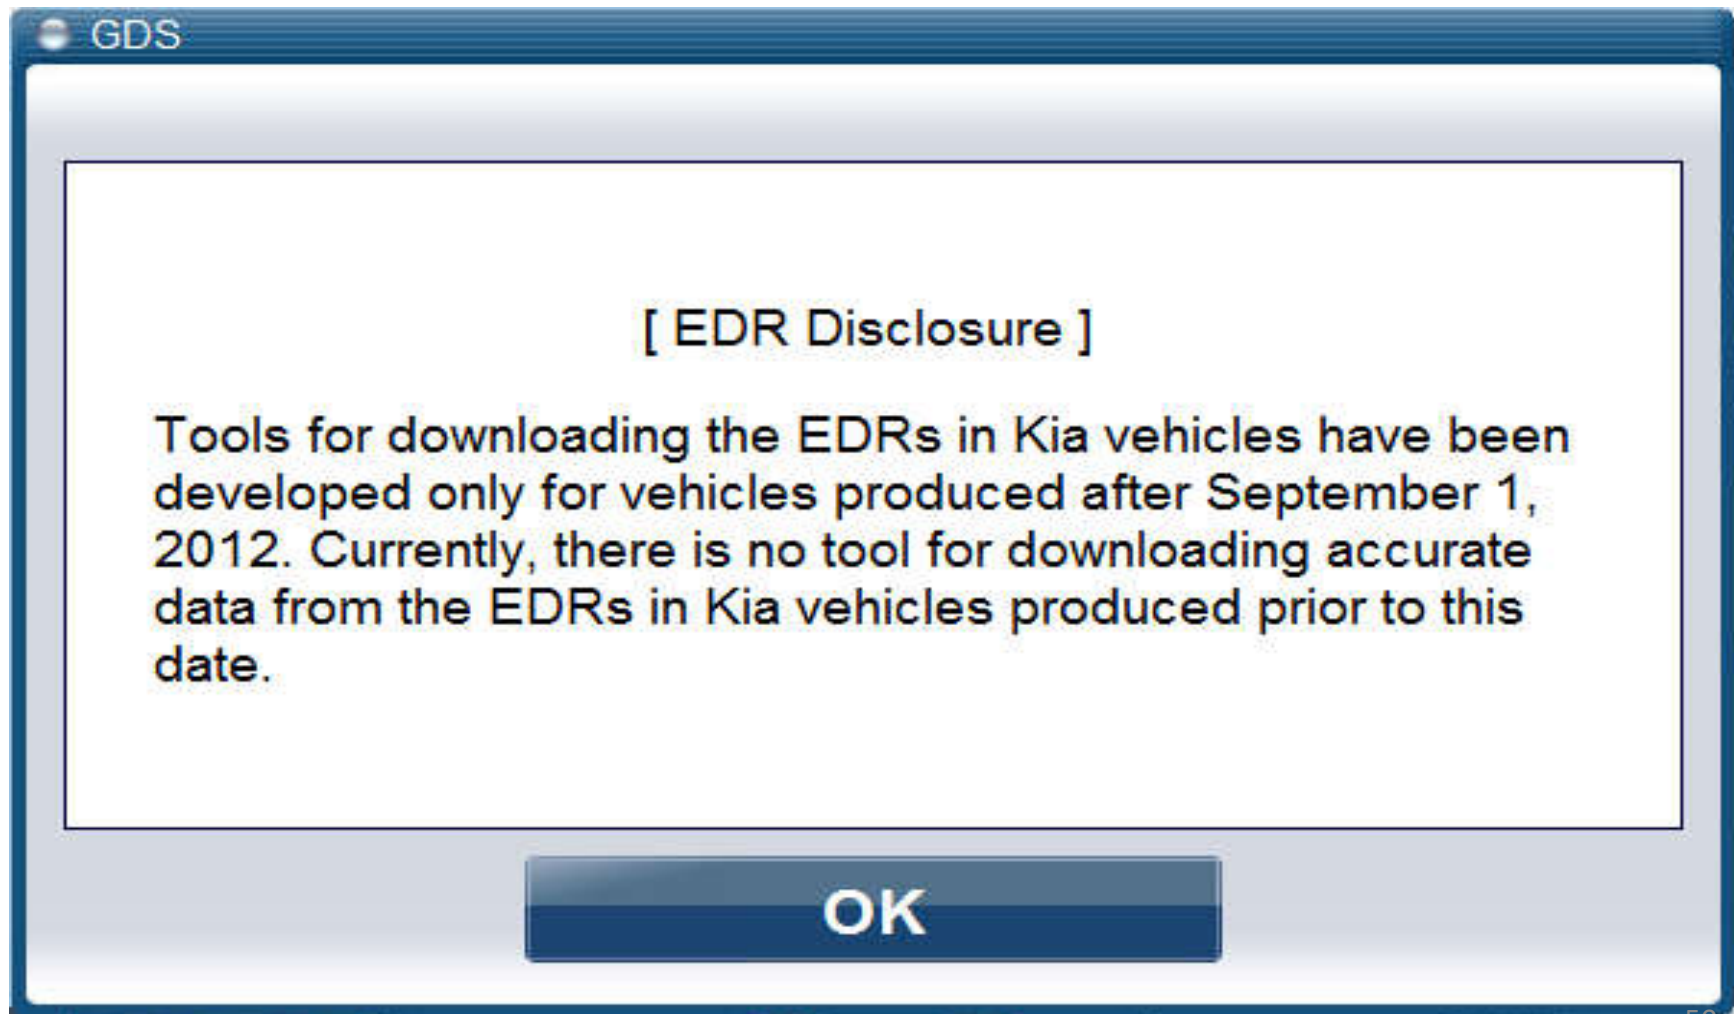 GDS
[ EDR Disclosure ]
Tools for downloading the EDRs in Kia vehicles have been
developed only for vehicles produced after September 1,
2012. Currently, there is no tool for downloading accurate
data from the EDRs in Kia vehicles produced prior to this
date.
OK